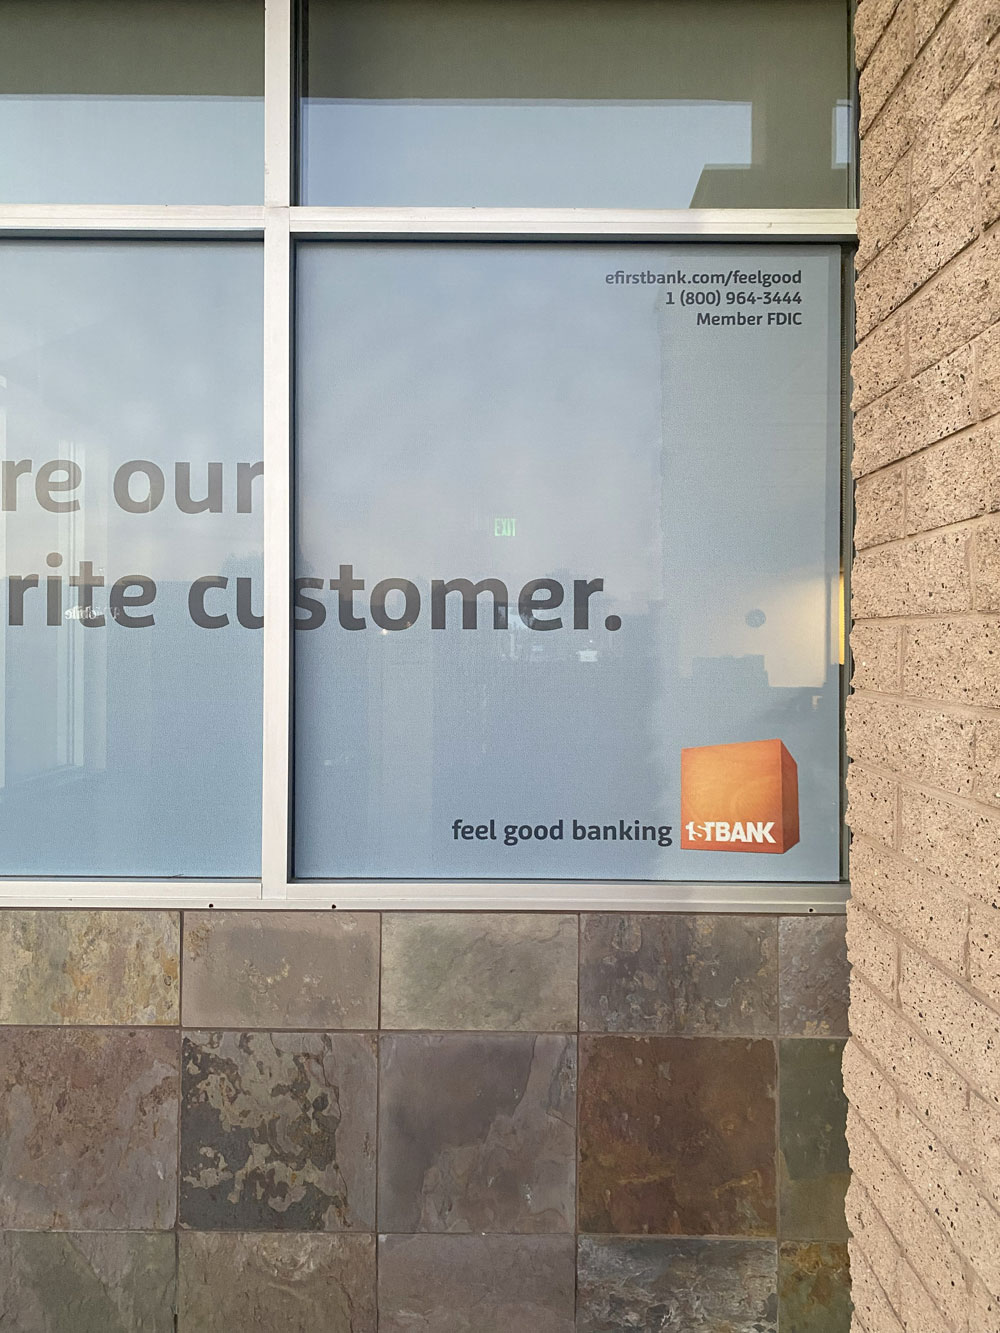 efirstbank.com/feelgood
1 (800) 964-3444
Member FDIC
re our
rite customer.
EXIT
feel good banking
1STBANK